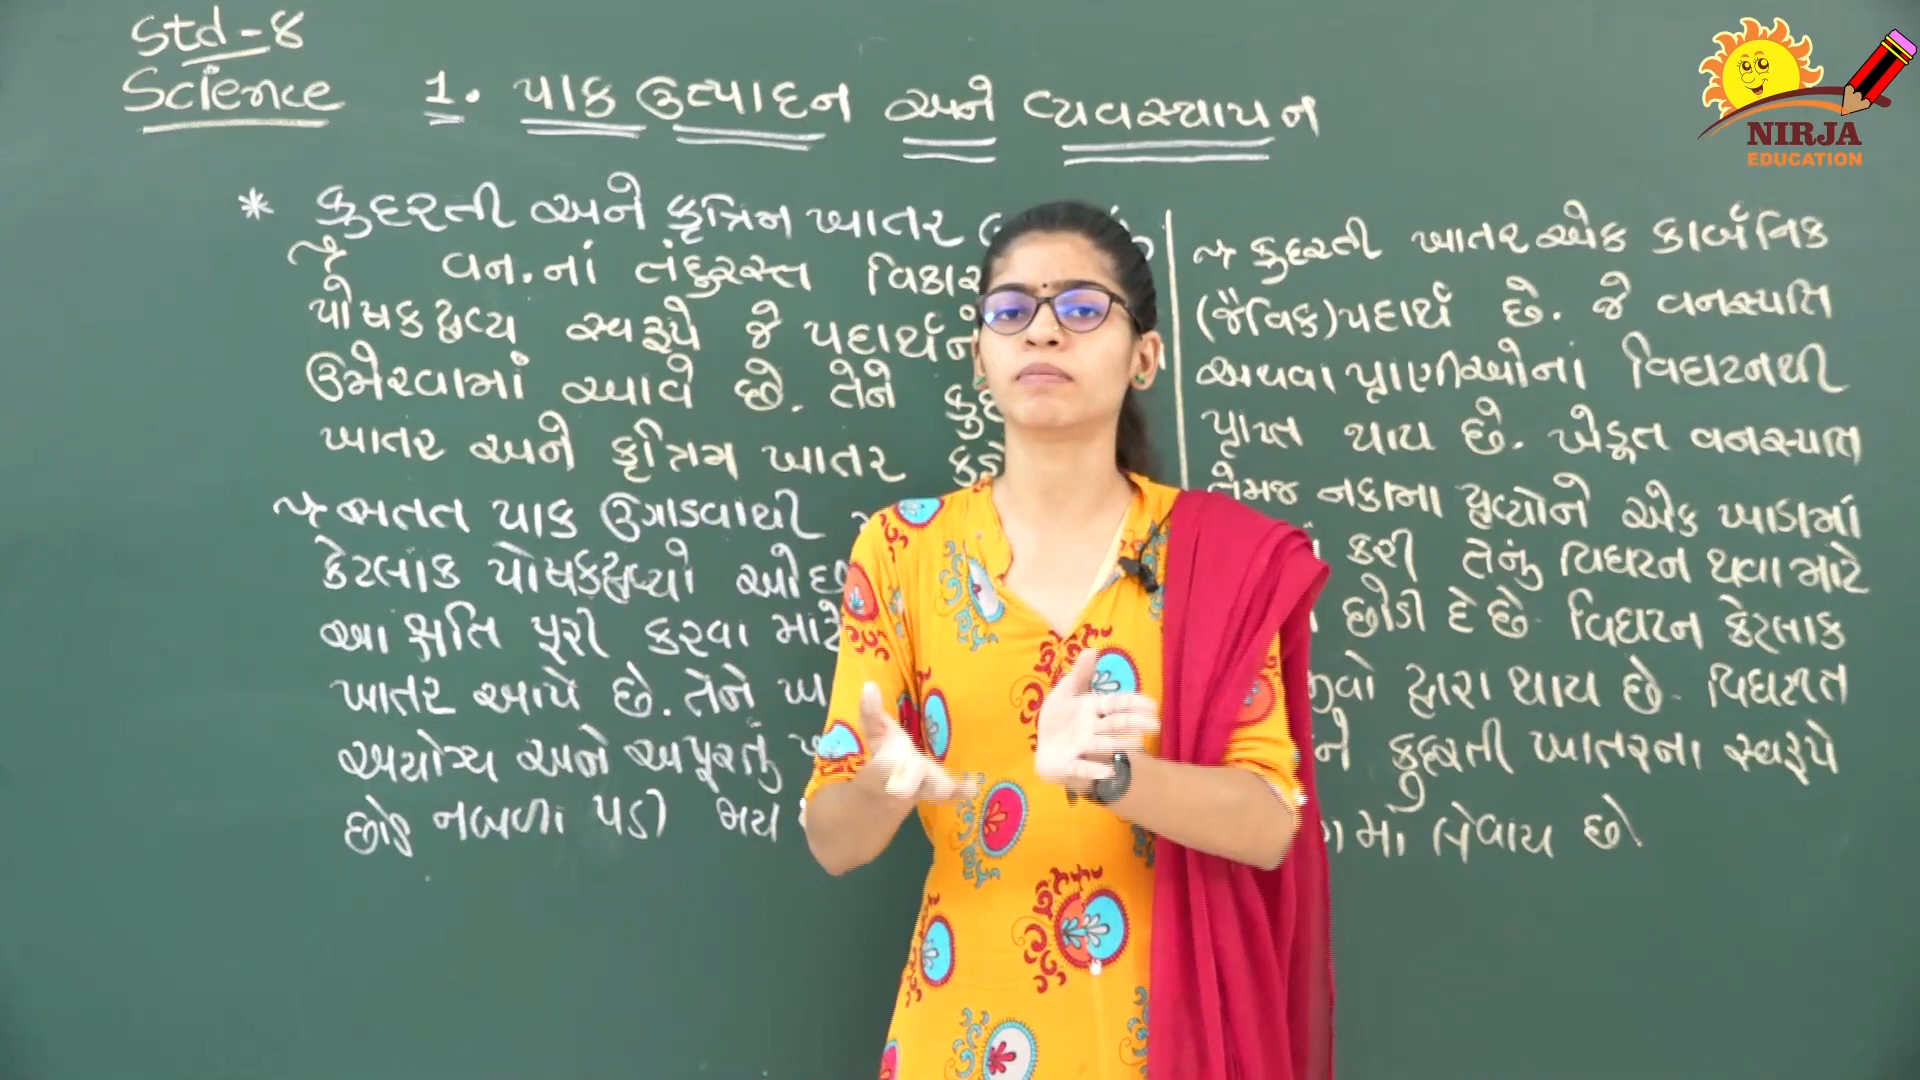 Std-૪
Science
1. પાક ઉત્પાદન અને વ્યવસ્થાપન
* કુદરતી અને કૃત્રિમ ખાતર
→ વન.નાં તંદુરસ્ત
પોષકદ્રવ્ય સ્વરૂપે જે પદાર્થ
ઉમેરવામાં આવે છે. તેને
ખાતર અને કૃત્રિમ ખાતર
→ સતત પાક ઉગાડવાથી
કેટલાક પોષકદ્રવ્યો
આ ક્ષતિ પૂરી કરવા માટે
ખાતર આપે છે. તેને
અયોગ્ય અને અપૂરતું
છોડ નબળા પડી જાય
→ કુદરતી ખાતર એક કાર્બનિક
(જૈવિક) પદાર્થ છે. જે વનસ્પતિ
અથવા પ્રાણીઓનાં વિઘટનથી
પ્રાપ્ત થાય છે. ખેડૂત વનસ્પતિ
તેમજ નકામા દ્રવ્યોને એક ખાડામાં
કરી તેનું વિઘટન થવા માટે
છોડી દે છે. વિઘટન કેટલાક
દ્વારા થાય છે. વિઘટીત
કુદરતી ખાતરના સ્વરૂપે
લેવાય છે.
NIRJA
EDUCATION